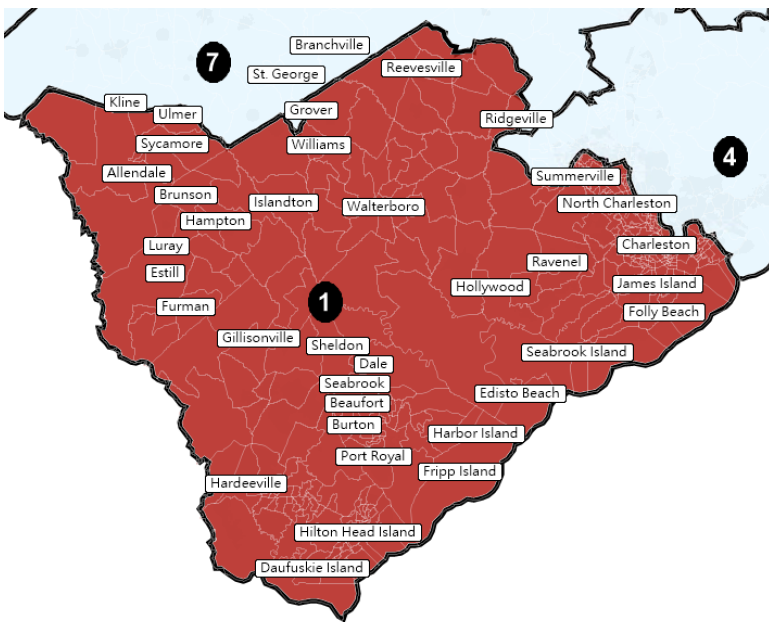 Branchville
7
Reevesville
St. George
Kline
Ulmer
Grover
Ridgeville
Sycamore
Williams
4
Allendale
Summerville
Brunson
Islandton
Walterboro
North Charleston
Hampton
Luray
Charleston
Ravenel
Estill
Hollywood
James Island
1
Furman
Folly Beach
Gillisonville
Sheldon
Seabrook Island
Dale
Seabrook
Edisto Beach
Beaufort
Burton
Harbor Island
Port Royal
Fripp Island
Hardeeville
Hilton Head Island
Daufuskie Island